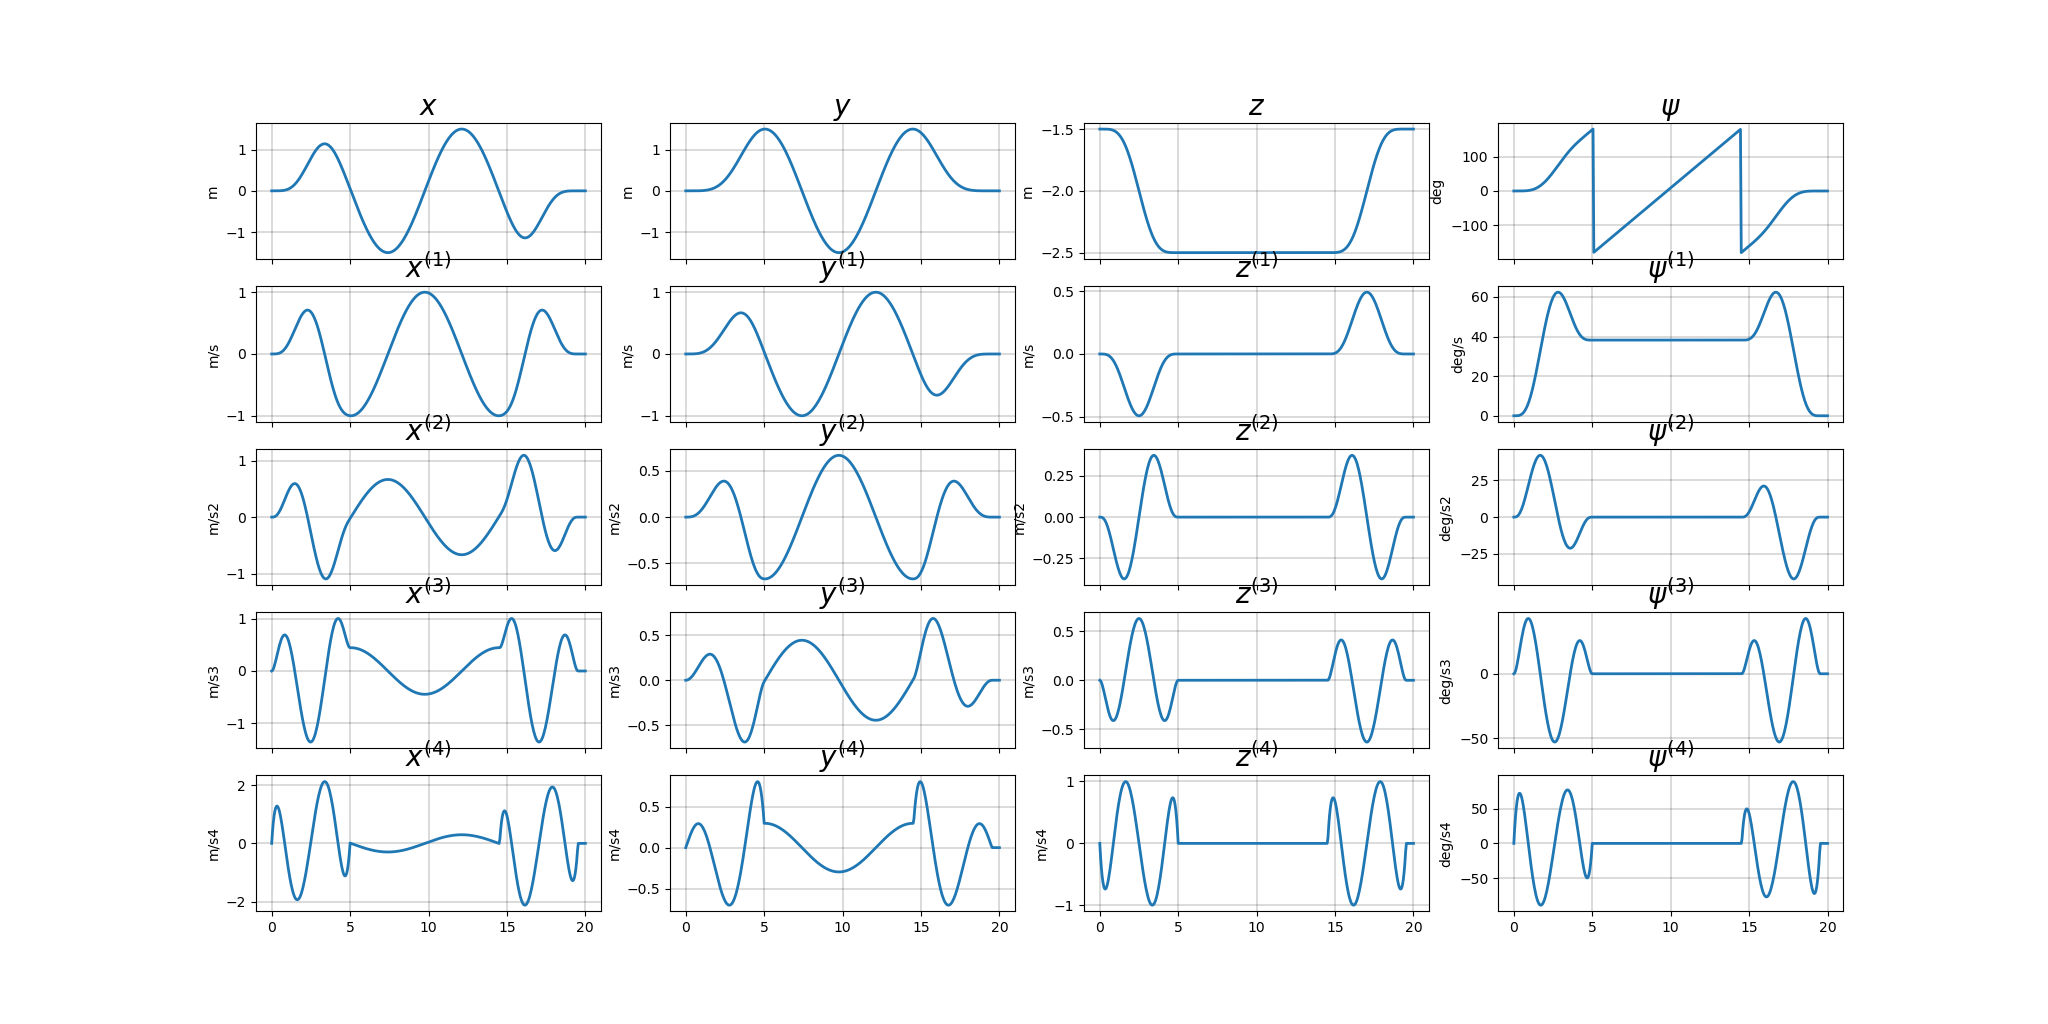 x y z ψ
1 1 −1.5 100
m 0 m 0 m −2.0 deg 0
−1 −1 −2.5 −100
x⁽¹⁾ y⁽¹⁾ z⁽¹⁾ ψ⁽¹⁾
1 1 0.5 60
m/s 0 m/s 0 m/s 0.0 deg/s 40
20
−1 −1 −0.5 0
x⁽²⁾ y⁽²⁾ z⁽²⁾ ψ⁽²⁾
1 0.5 0.25 25
m/s2 0 m/s2 0.0 m/s2 0.00 deg/s2 0
−1 −0.5 −0.25 −25
x⁽³⁾ y⁽³⁾ z⁽³⁾ ψ⁽³⁾
1 0.5 0.5
m/s3 0 m/s3 0.0 m/s3 0.0 deg/s3 0
−1 −0.5 −0.5 −50
x⁽⁴⁾ y⁽⁴⁾ z⁽⁴⁾ ψ⁽⁴⁾
2 0.5 1 50
m/s4 0 m/s4 0.0 m/s4 0 deg/s4 0
−2 −0.5 −1 −50
0 5 10 15 20 0 5 10 15 20 0 5 10 15 20 0 5 10 15 20